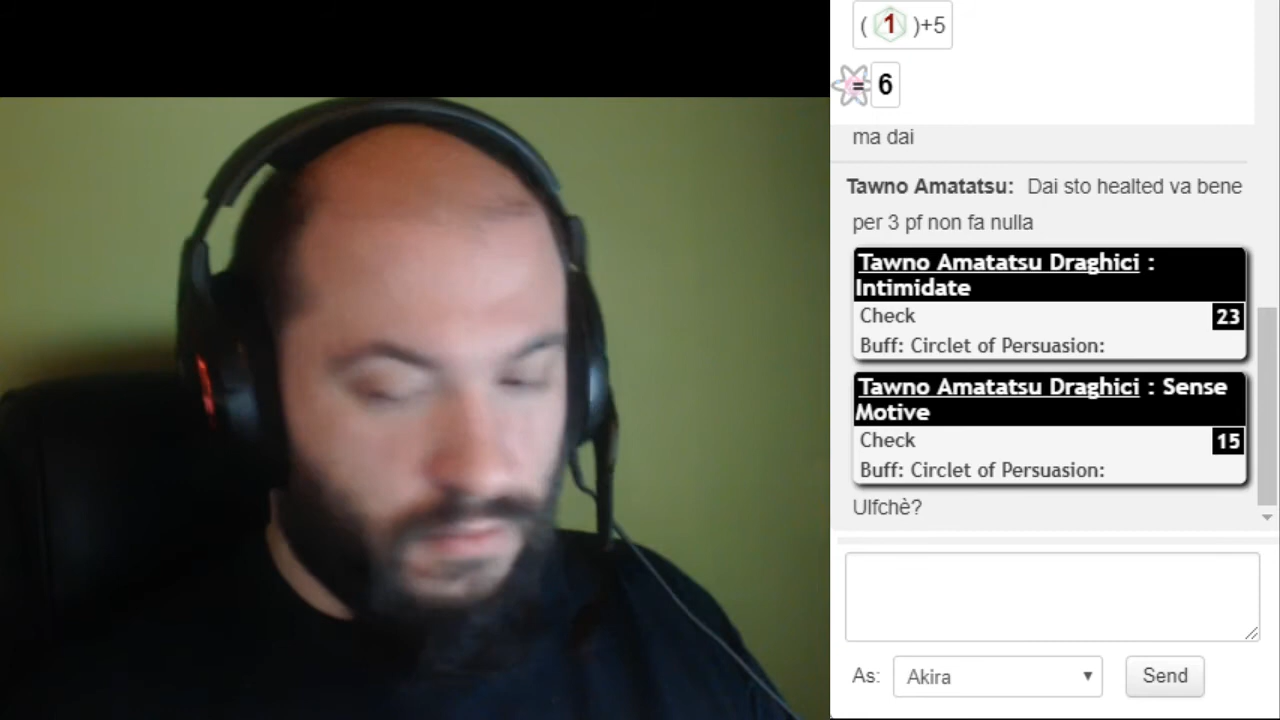 ( 1 )+5
= 6
ma dai
Tawno Amatatsu: Dai sto healted va bene
per 3 pf non fa nulla
Tawno Amatatsu Draghici :
Intimidate
Check 23
Buff: Circlet of Persuasion:
Tawno Amatatsu Draghici : Sense
Motive
Check 15
Buff: Circlet of Persuasion:
Ulfchè?
As: Akira Send